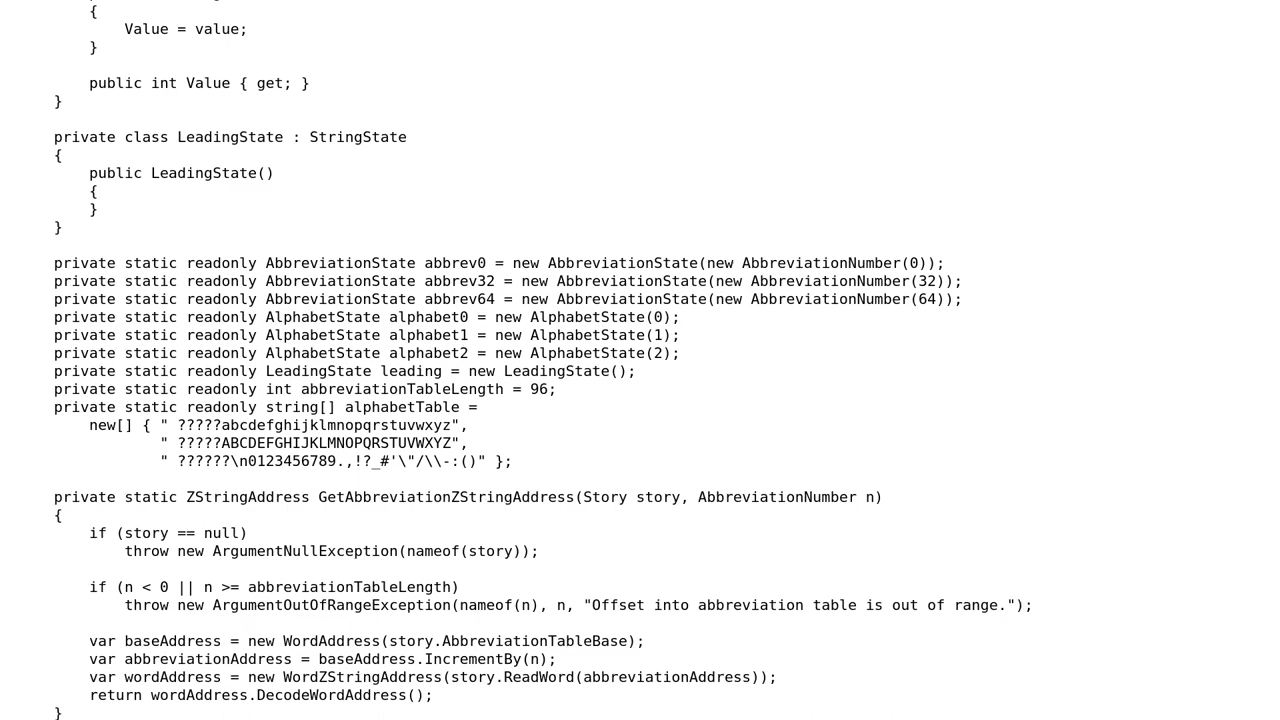 {
Value = value;
}
public int Value { get; }
}
private class LeadingState : StringState
{
public LeadingState()
{
}
}
private static readonly AbbreviationState abbrev0 = new AbbreviationState(new AbbreviationNumber(0));
private static readonly AbbreviationState abbrev32 = new AbbreviationState(new AbbreviationNumber(32));
private static readonly AbbreviationState abbrev64 = new AbbreviationState(new AbbreviationNumber(64));
private static readonly AlphabetState alphabet0 = new AlphabetState(0);
private static readonly AlphabetState alphabet1 = new AlphabetState(1);
private static readonly AlphabetState alphabet2 = new AlphabetState(2);
private static readonly LeadingState leading = new LeadingState();
private static readonly int abbreviationTableLength = 96;
private static readonly string[] alphabetTable =
new[] { " ?????abcdefghijklmnopqrstuvwxyz",
" ?????ABCDEFGHIJKLMNOPQRSTUVWXYZ",
" ??????\n0123456789.,!?_#'\"/\\-:()" };
private static ZStringAddress GetAbbreviationZStringAddress(Story story, AbbreviationNumber n)
{
if (story == null)
throw new ArgumentNullException(nameof(story));
if (n < 0 || n >= abbreviationTableLength)
throw new ArgumentOutOfRangeException(nameof(n), n, "Offset into abbreviation table is out of range.");
var baseAddress = new WordAddress(story.AbbreviationTableBase);
var abbreviationAddress = baseAddress.IncrementBy(n);
var wordAddress = new WordZStringAddress(story.ReadWord(abbreviationAddress));
return wordAddress.DecodeWordAddress();
}